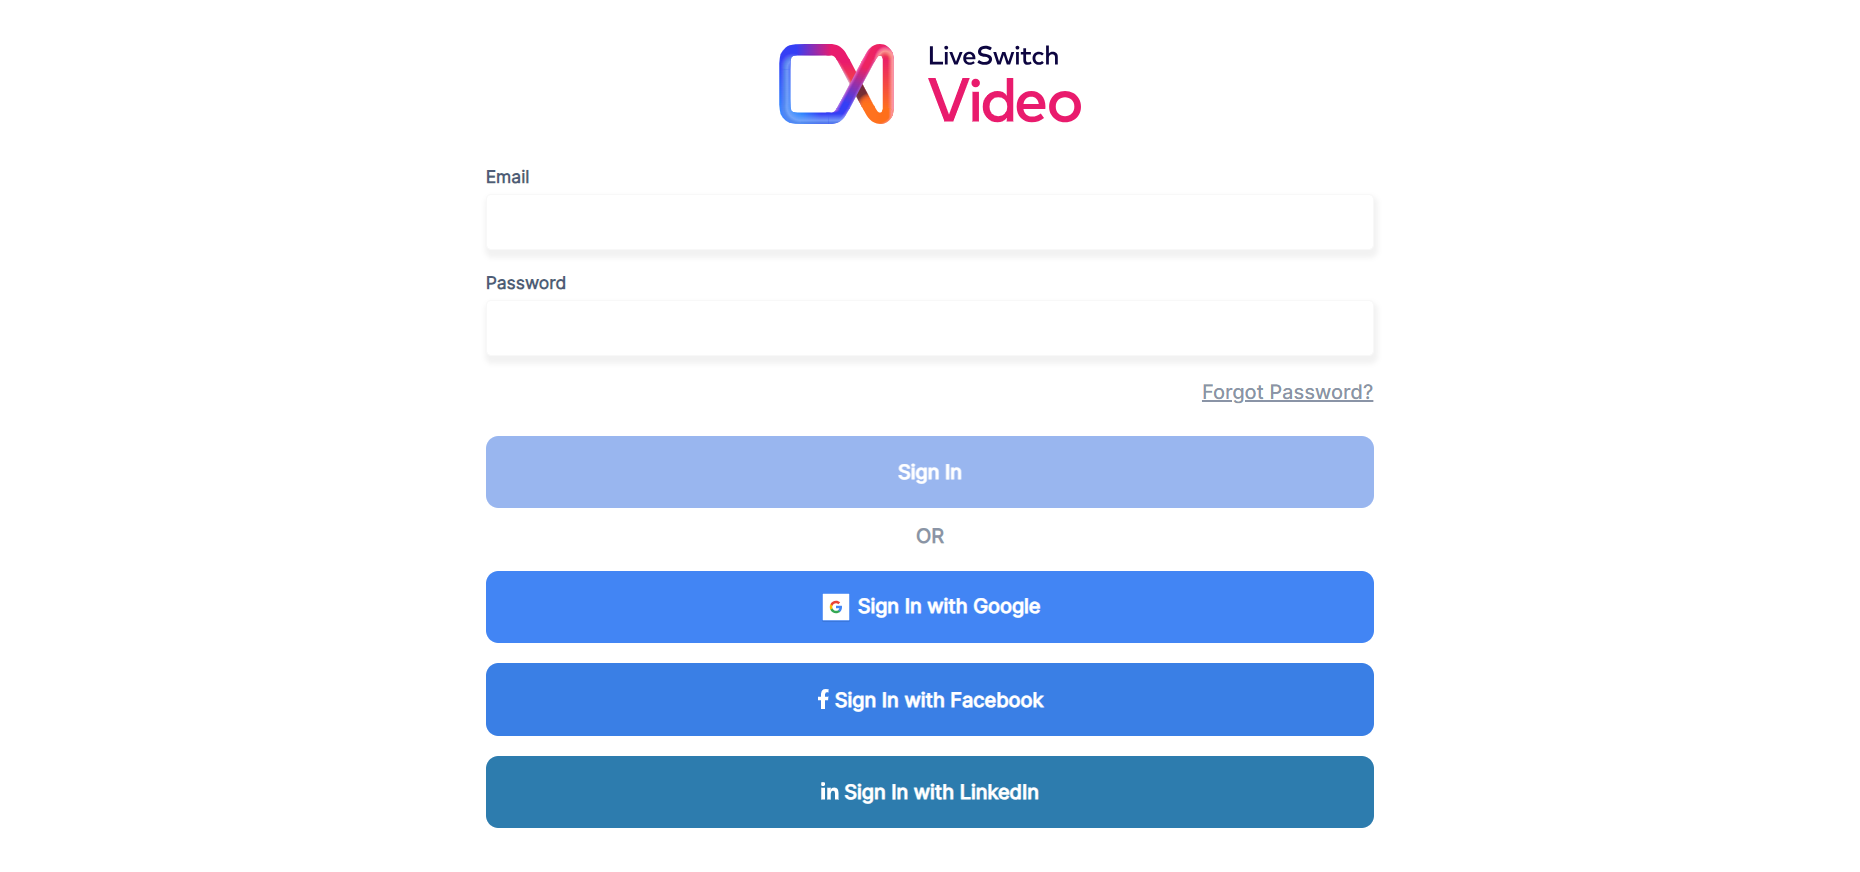 LiveSwitch
Video
Email
Password
Forgot Password?
Sign In
OR
Sign In with Google
Sign In with Facebook
Sign In with LinkedIn